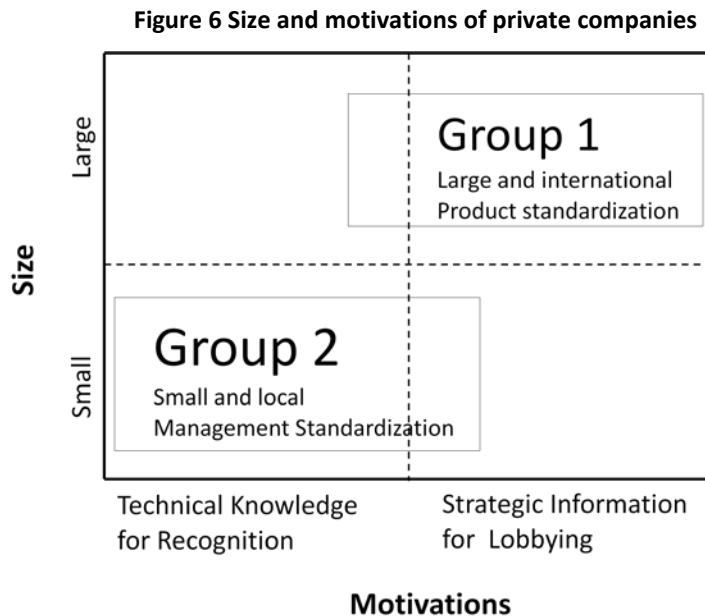 Figure 6 Size and motivations of private companies
Large
Group 1
Large and international
Product standardization
Size
Small
Group 2
Small and local
Management Standardization
Technical Knowledge
for Recognition
Strategic Information
for Lobbying
Motivations